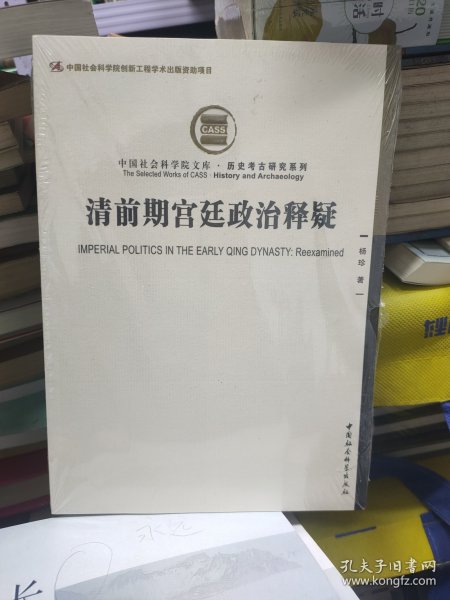 中国社会科学院创新工程学术出版资助项目
CASS
中国社会科学院文库·历史考古研究系列
The Selected Works of CASS · History and Archaeology
清前期宫廷政治释疑
IMPERIAL POLITICS IN THE EARLY QING DYNASTY: Reexamined
杨珍 著
中国社会科学出版社
永远
长
孔夫子旧书网
www.kongfz.com